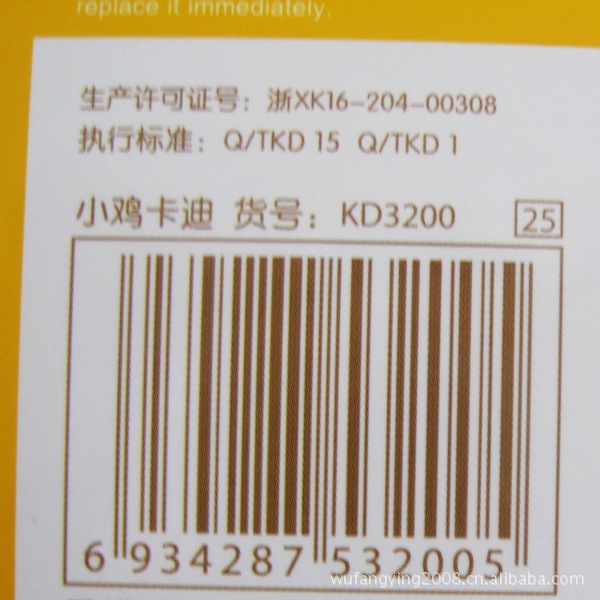 replace it immediately.
生产许可证号：浙XK16-204-00308
执行标准：Q/TKD 15 Q/TKD 1
小鸡卡迪 货号：KD3200 25
6 934287 532005
wufangying2008.cn.alibaba.com